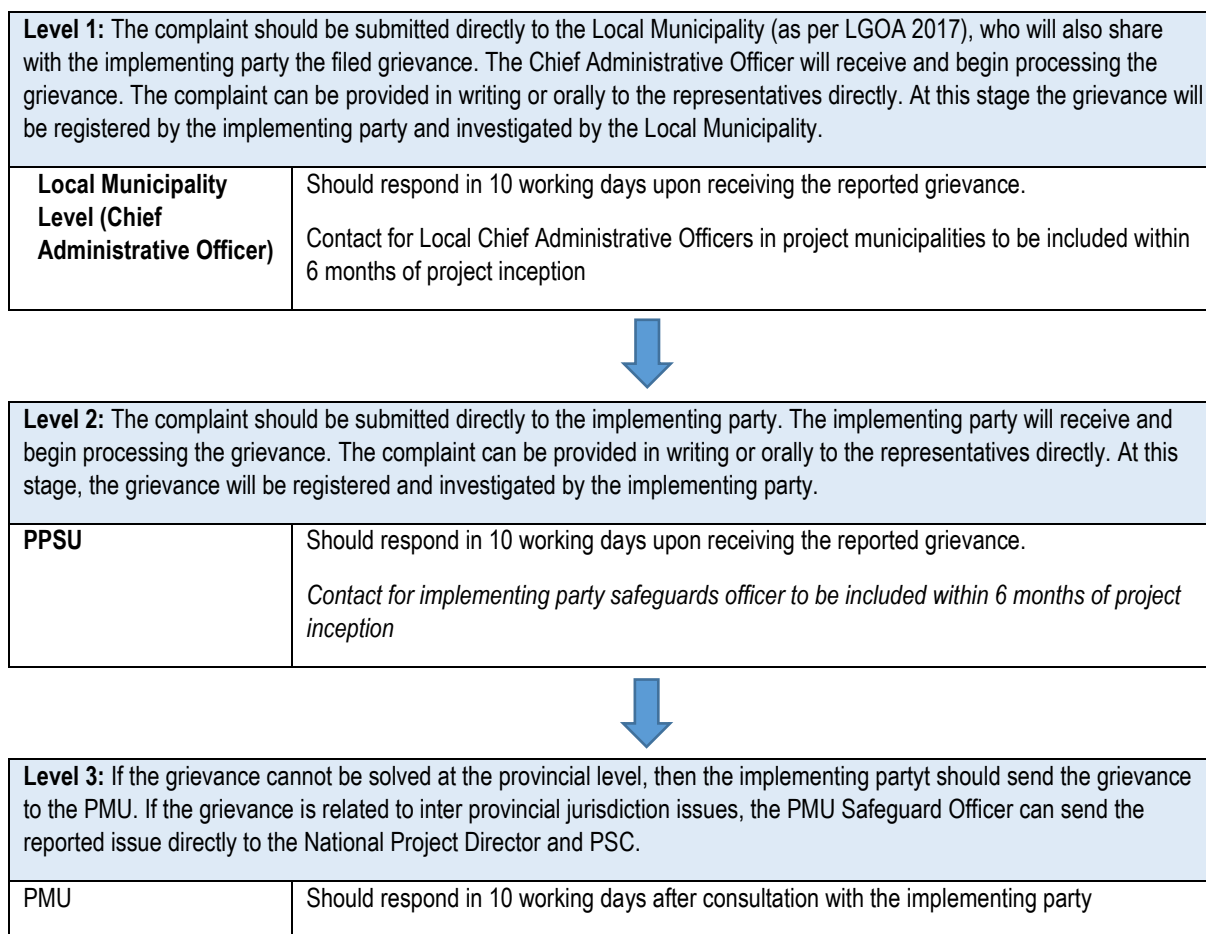 Level 1: The complaint should be submitted directly to the Local Municipality (as per LGOA 2017), who will also share
with the implementing party the filed grievance. The Chief Administrative Officer will receive and begin processing the
grievance. The complaint can be provided in writing or orally to the representatives directly. At this stage the grievance will
be registered by the implementing party and investigated by the Local Municipality.
Local Municipality
Level (Chief
Administrative Officer)
Should respond in 10 working days upon receiving the reported grievance.
Contact for Local Chief Administrative Officers in project municipalities to be included within
6 months of project inception
Level 2: The complaint should be submitted directly to the implementing party. The implementing party will receive and
begin processing the grievance. The complaint can be provided in writing or orally to the representatives directly. At this
stage, the grievance will be registered and investigated by the implementing party.
PPSU
Should respond in 10 working days upon receiving the reported grievance.
Contact for implementing party safeguards officer to be included within 6 months of project
inception
Level 3: If the grievance cannot be solved at the provincial level, then the implementing partyt should send the grievance
to the PMU. If the grievance is related to inter provincial jurisdiction issues, the PMU Safeguard Officer can send the
reported issue directly to the National Project Director and PSC.
PMU
Should respond in 10 working days after consultation with the implementing party